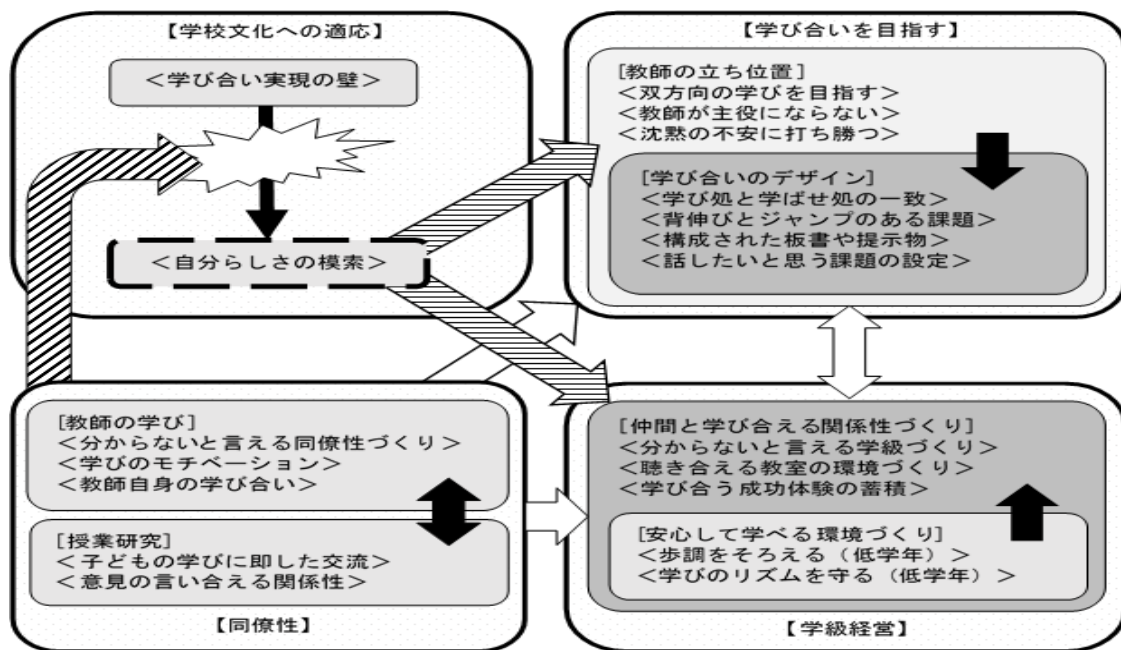 【学校文化への適応】
＜学び合い実現の壁＞
＜自分らしさの模索＞
【学び合いを目指す】
[教師の立ち位置]
＜双方向の学びを目指す＞
＜教師が主役にならない＞
＜沈黙の不安に打ち勝つ＞
[学び合いのデザイン]
＜学び処と学ばせ処の一致＞
＜背伸びとジャンプのある課題＞
＜構成された板書や提示物＞
＜話したいと思う課題の設定＞
[教師の学び]
＜分からないと言える同僚性づくり＞
＜学びのモチベーション＞
＜教師自身の学び合い＞
[授業研究]
＜子どもの学びに即した交流＞
＜意見の言い合える関係性＞
【同僚性】
[仲間と学び合える関係性づくり]
＜分からないと言える学級づくり＞
＜聴き合える教室の環境づくり＞
＜学び合う成功体験の蓄積＞
[安心して学べる環境づくり]
＜歩調をそろえる（低学年）＞
＜学びのリズムを守る（低学年）＞
【学級経営】